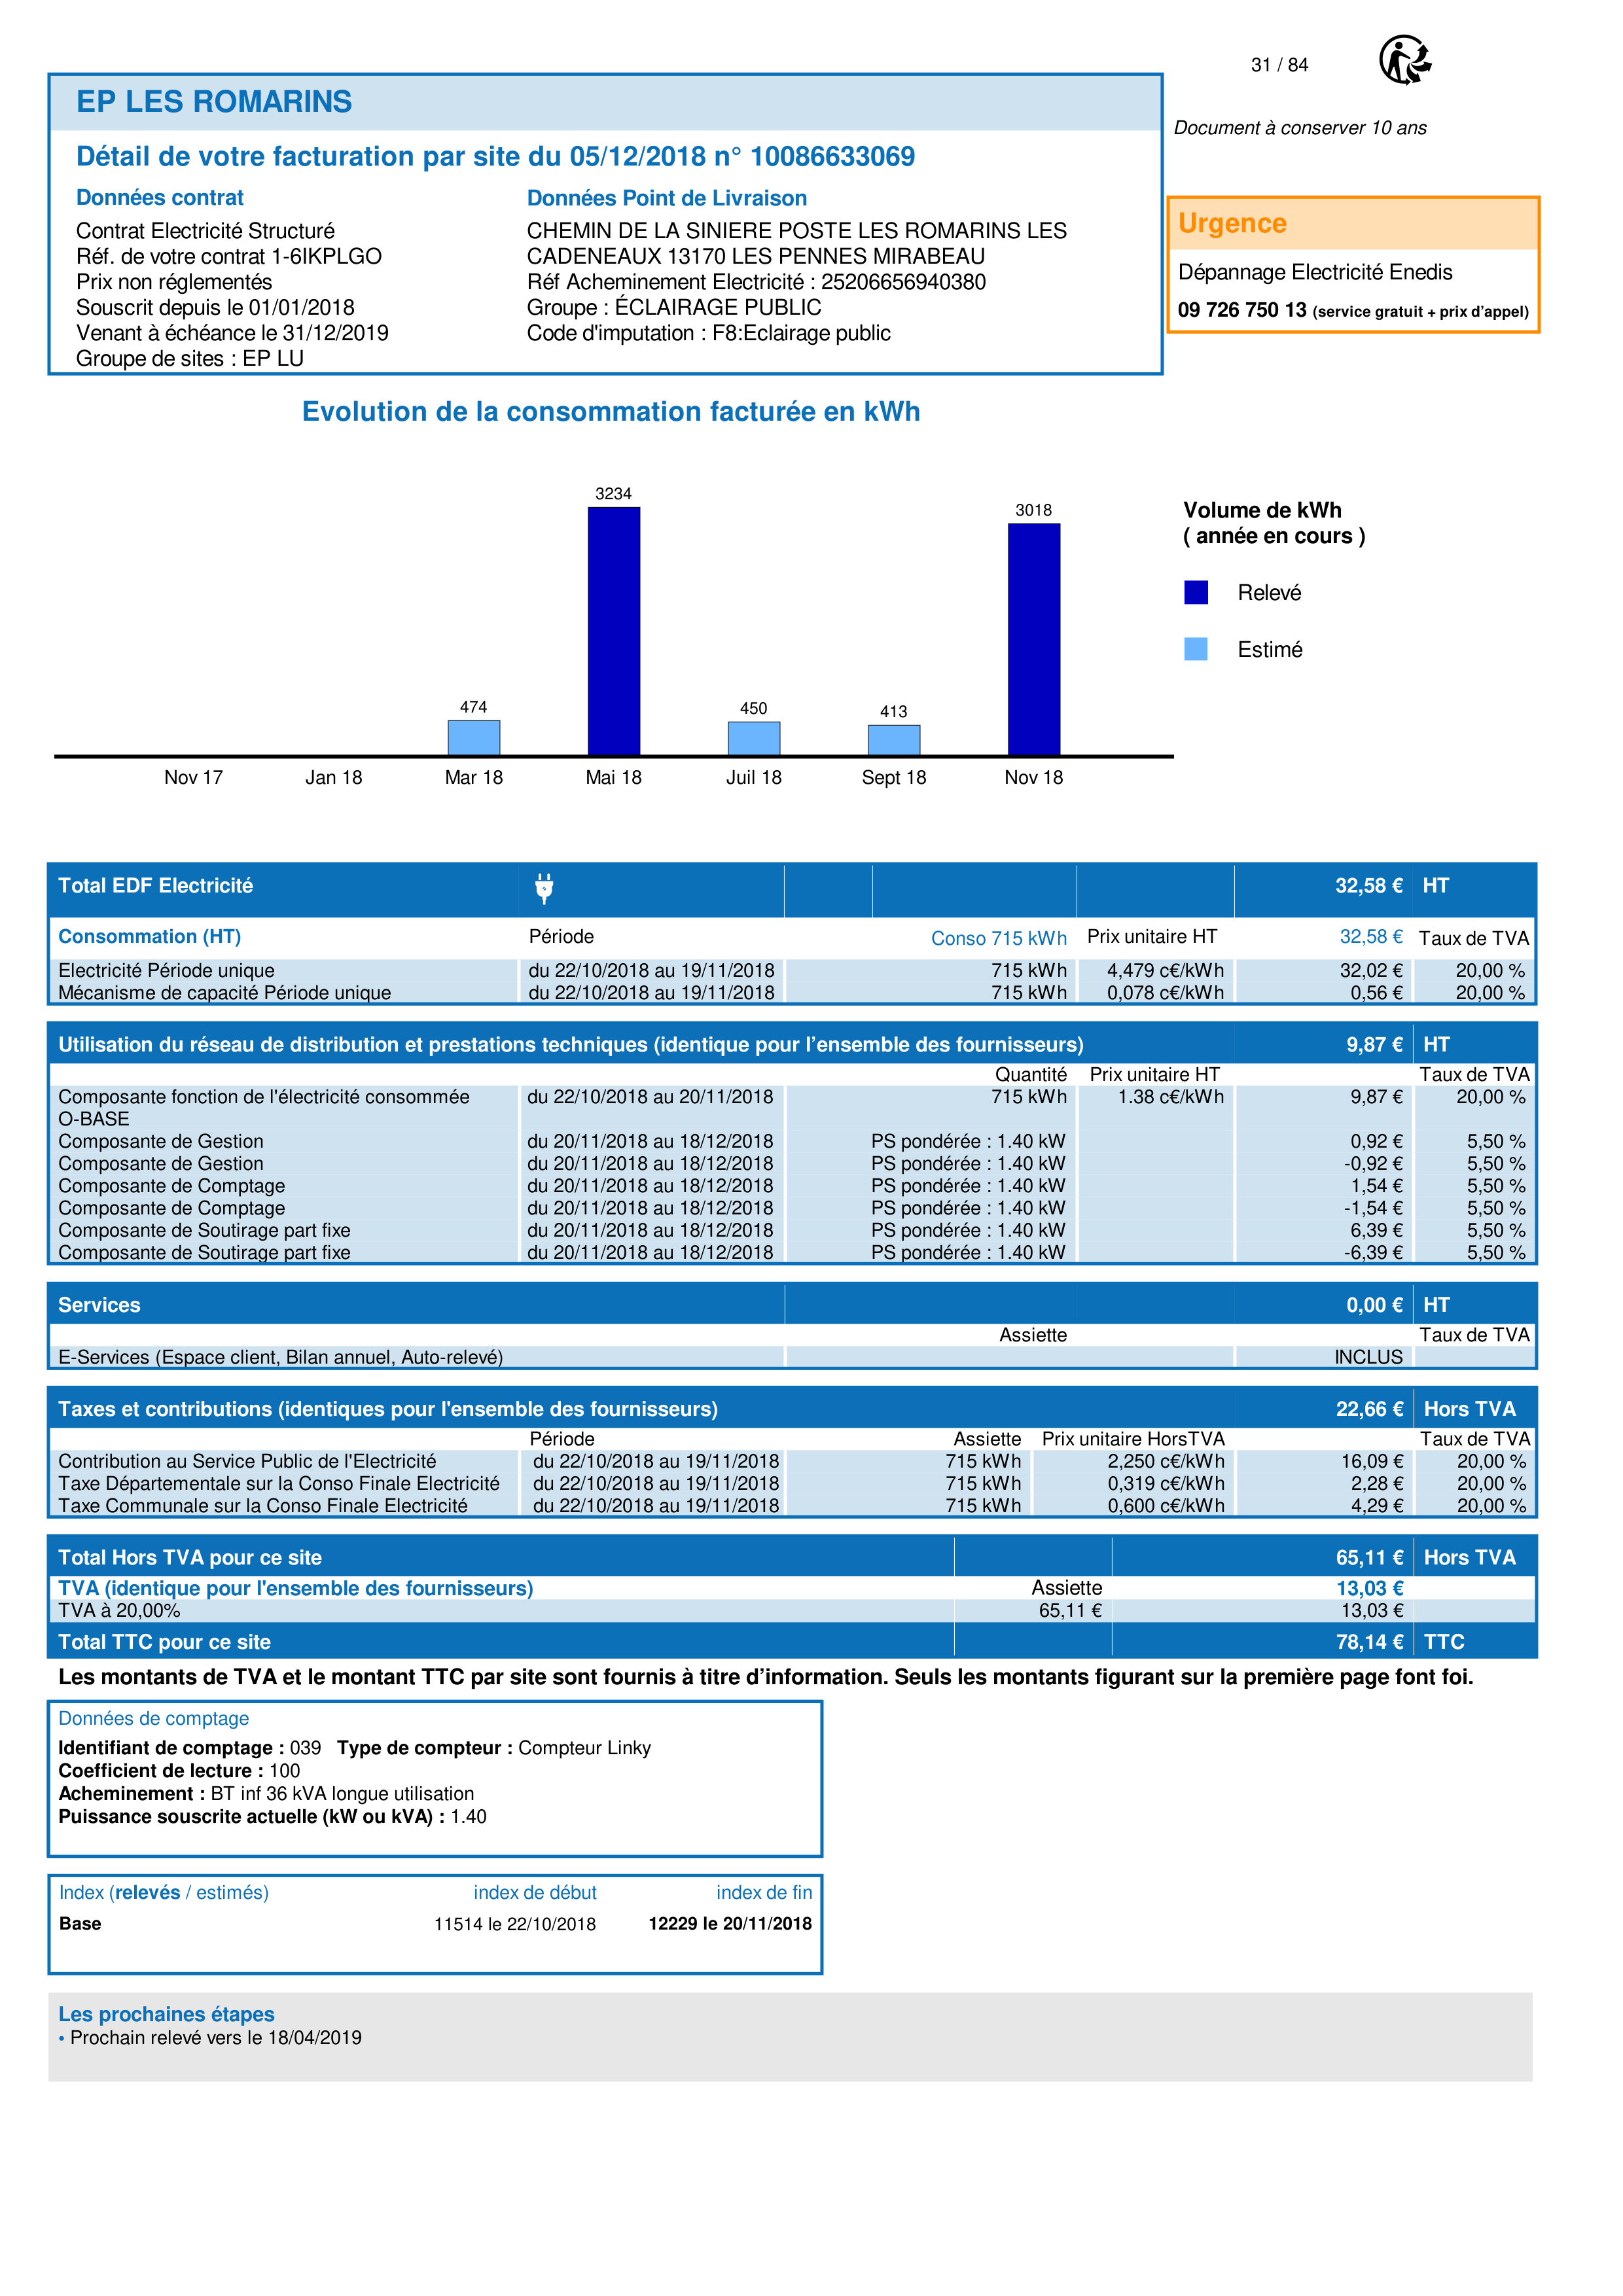 31 / 84
EP LES ROMARINS
Document à conserver 10 ans
Détail de votre facturation par site du 05/12/2018 n° 10086633069
Données contrat
Contrat Electricité Structuré
Réf. de votre contrat 1-6IKPLGO
Prix non réglementés
Souscrit depuis le 01/01/2018
Venant à échéance le 31/12/2019
Groupe de sites : EP LU
Données Point de Livraison
CHEMIN DE LA SINIERE POSTE LES ROMARINS LES
CADENEAUX 13170 LES PENNES MIRABEAU
Réf Acheminement Electricité : 25206656940380
Groupe : ÉCLAIRAGE PUBLIC
Code d'imputation : F8:Eclairage public
Urgence
Dépannage Electricité Enedis
09 726 750 13 (service gratuit + prix d’appel)
Evolution de la consommation facturée en kWh
3234
3018
474
450
413
Nov 17 Jan 18 Mar 18 Mai 18 Juil 18 Sept 18 Nov 18
Volume de kWh
( année en cours )
Relevé
Estimé
Total EDF Electricité 32,58 € HT
Consommation (HT) Période Conso 715 kWh Prix unitaire HT 32,58 € Taux de TVA
Electricité Période unique du 22/10/2018 au 19/11/2018 715 kWh 4,479 c€/kWh 32,02 € 20,00 %
Mécanisme de capacité Période unique du 22/10/2018 au 19/11/2018 715 kWh 0,078 c€/kWh 0,56 € 20,00 %
Utilisation du réseau de distribution et prestations techniques (identique pour l’ensemble des fournisseurs) 9,87 € HT
Quantité Prix unitaire HT Taux de TVA
Composante fonction de l'électricité consommée du 22/10/2018 au 20/11/2018 715 kWh 1.38 c€/kWh 9,87 € 20,00 %
O-BASE
Composante de Gestion du 20/11/2018 au 18/12/2018 PS pondérée : 1.40 kW 0,92 € 5,50 %
Composante de Gestion du 20/11/2018 au 18/12/2018 PS pondérée : 1.40 kW -0,92 € 5,50 %
Composante de Comptage du 20/11/2018 au 18/12/2018 PS pondérée : 1.40 kW 1,54 € 5,50 %
Composante de Comptage du 20/11/2018 au 18/12/2018 PS pondérée : 1.40 kW -1,54 € 5,50 %
Composante de Soutirage part fixe du 20/11/2018 au 18/12/2018 PS pondérée : 1.40 kW 6,39 € 5,50 %
Composante de Soutirage part fixe du 20/11/2018 au 18/12/2018 PS pondérée : 1.40 kW -6,39 € 5,50 %
Services 0,00 € HT
Assiette Taux de TVA
E-Services (Espace client, Bilan annuel, Auto-relevé) INCLUS
Taxes et contributions (identiques pour l'ensemble des fournisseurs) 22,66 € Hors TVA
Période Assiette Prix unitaire HorsTVA Taux de TVA
Contribution au Service Public de l'Electricité du 22/10/2018 au 19/11/2018 715 kWh 2,250 c€/kWh 16,09 € 20,00 %
Taxe Départementale sur la Conso Finale Electricité du 22/10/2018 au 19/11/2018 715 kWh 0,319 c€/kWh 2,28 € 20,00 %
Taxe Communale sur la Conso Finale Electricité du 22/10/2018 au 19/11/2018 715 kWh 0,600 c€/kWh 4,29 € 20,00 %
Total Hors TVA pour ce site 65,11 € Hors TVA
TVA (identique pour l'ensemble des fournisseurs) Assiette 13,03 €
TVA à 20,00% 65,11 € 13,03 €
Total TTC pour ce site 78,14 € TTC
Les montants de TVA et le montant TTC par site sont fournis à titre d’information. Seuls les montants figurant sur la première page font foi.
Données de comptage
Identifiant de comptage : 039 Type de compteur : Compteur Linky
Coefficient de lecture : 100
Acheminement : BT inf 36 kVA longue utilisation
Puissance souscrite actuelle (kW ou kVA) : 1.40
Index (relevés / estimés) index de début index de fin
Base 11514 le 22/10/2018 12229 le 20/11/2018
Les prochaines étapes
• Prochain relevé vers le 18/04/2019